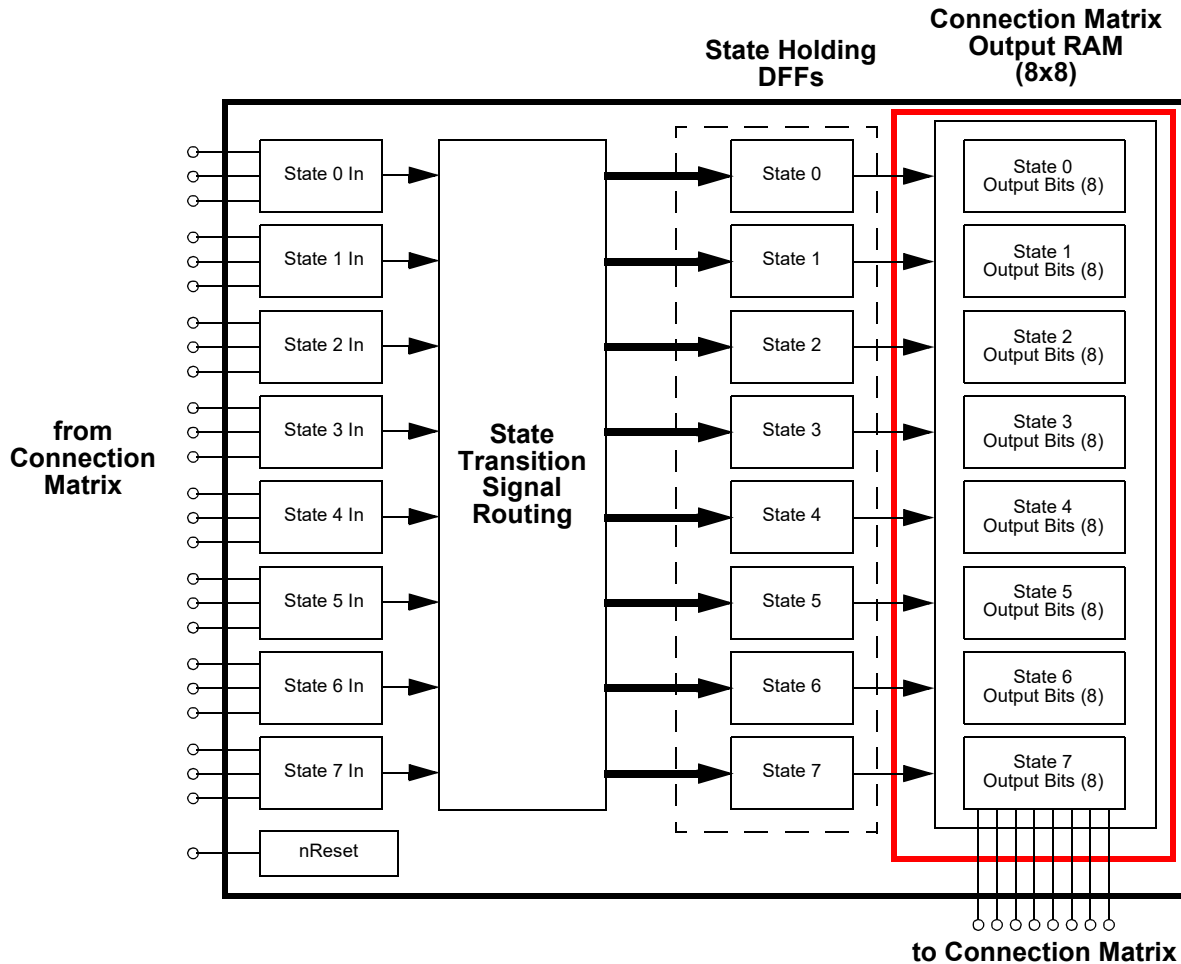 Connection Matrix
Output RAM
(8x8)
State Holding
DFFs
from
Connection
Matrix
State 0 In
State 1 In
State 2 In
State 3 In
State 4 In
State 5 In
State 6 In
State 7 In
nReset
State
Transition
Signal
Routing
State 0
State 1
State 2
State 3
State 4
State 5
State 6
State 7
State 0
Output Bits (8)
State 1
Output Bits (8)
State 2
Output Bits (8)
State 3
Output Bits (8)
State 4
Output Bits (8)
State 5
Output Bits (8)
State 6
Output Bits (8)
State 7
Output Bits (8)
to Connection Matrix